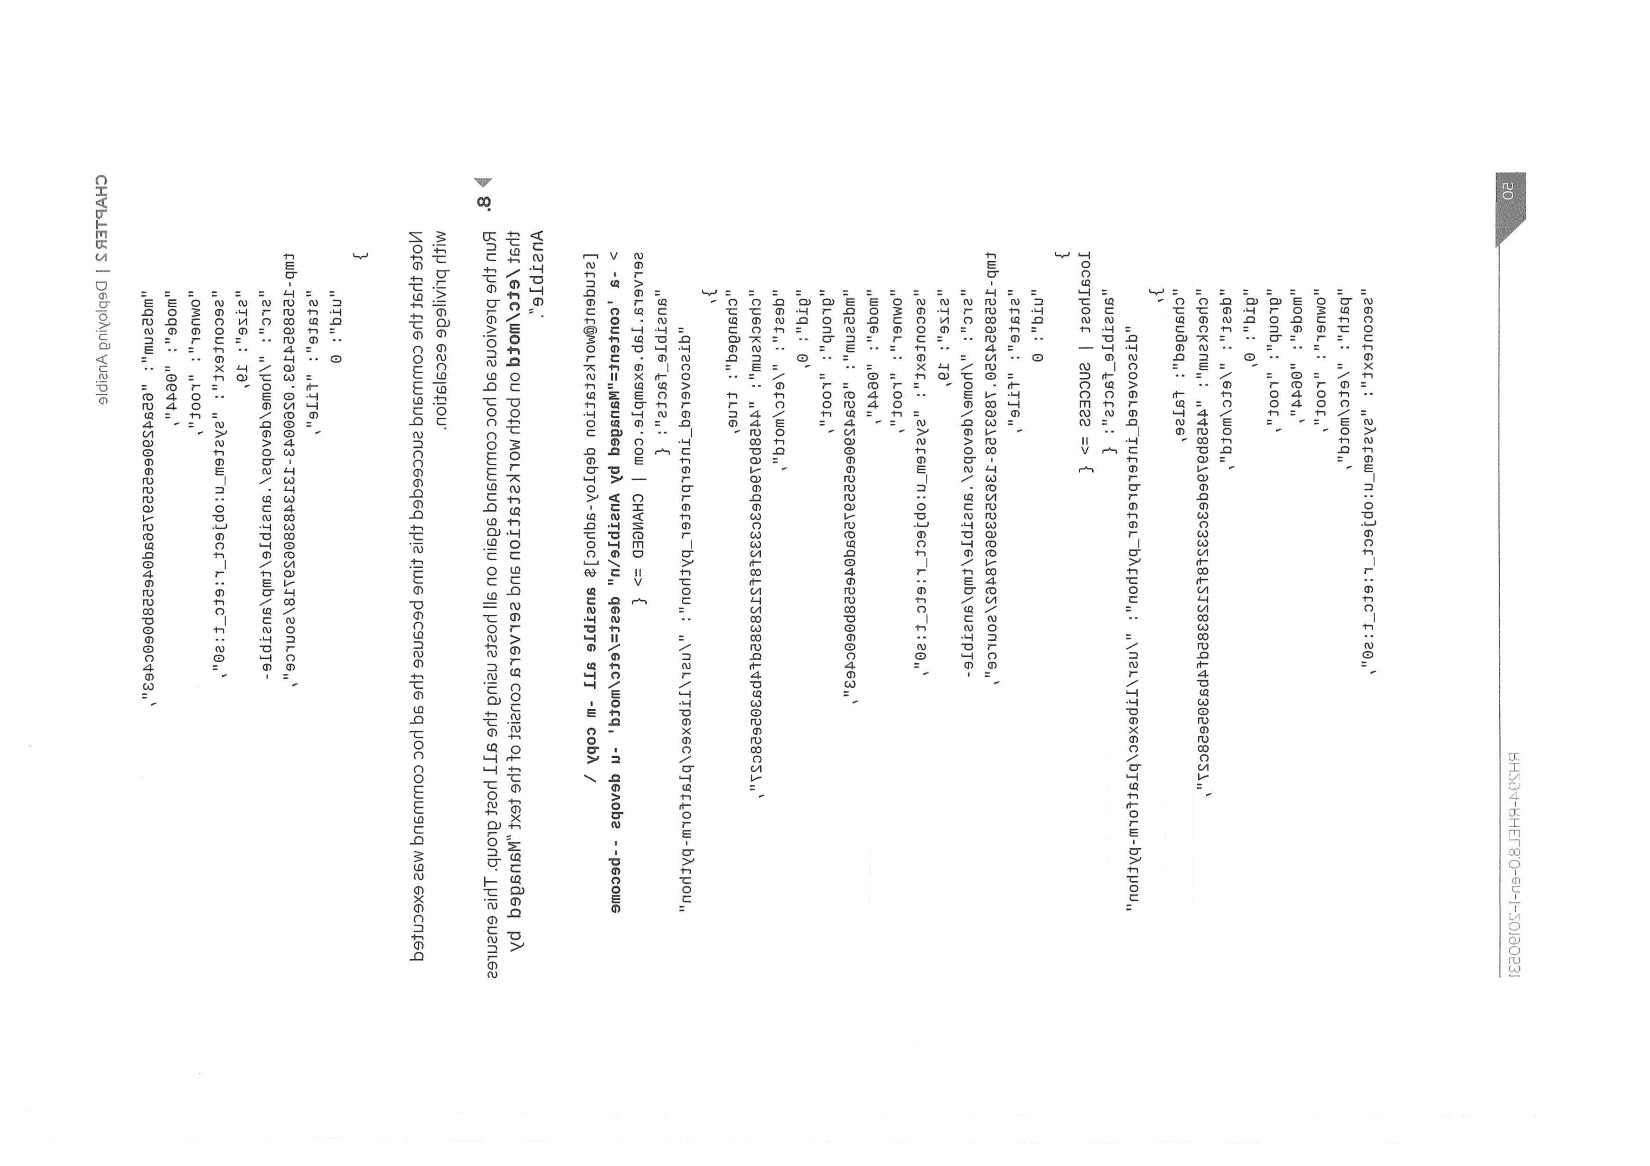 CHAPTER 2 | Deploying Ansible
"md5sum": "65a4290ee5559756ad04e558b0e0c4e3",
"mode": "0644",
"owner": "root",
"secontext": "system_u:object_r:etc_t:s0",
"size": 19,
"src": "/home/devops/.ansible/tmp/ansible-
tmp-1558954193.0260043-131348380629718/source",
"state": "file",
"uid": 0
}
Note that the command succeeded this time because the ad hoc command was executed
with privilege escalation.
8. Run the previous ad hoc command again on all hosts using the all host group. This ensures
that /etc/motd on both workstation and servera consist of the text "Managed by
Ansible".
[student@workstation deploy-adhoc]$ ansible all -m copy \
> -a 'content="Managed by Ansible\n" dest=/etc/motd' -u devops --become
servera.lab.example.com | CHANGED => {
"ansible_facts": {
"discovered_interpreter_python": "/usr/libexec/platform-python"
},
"changed": true,
"checksum": "4458b979ede3c332f8f2128385df4ba305e58c27",
"dest": "/etc/motd",
"gid": 0,
"group": "root",
"md5sum": "65a4290ee5559756ad04e558b0e0c4e3",
"mode": "0644",
"owner": "root",
"secontext": "system_u:object_r:etc_t:s0",
"size": 19,
"src": "/home/devops/.ansible/tmp/ansible-
tmp-1558954250.7893758-136255396678462/source",
"state": "file",
"uid": 0
}
localhost | SUCCESS => {
"ansible_facts": {
"discovered_interpreter_python": "/usr/libexec/platform-python"
},
"changed": false,
"checksum": "4458b979ede3c332f8f2128385df4ba305e58c27",
"dest": "/etc/motd",
"gid": 0,
"group": "root",
"mode": "0644",
"owner": "root",
"path": "/etc/motd",
"secontext": "system_u:object_r:etc_t:s0",
50
RH294-RHEL8.0-en-1-20190531